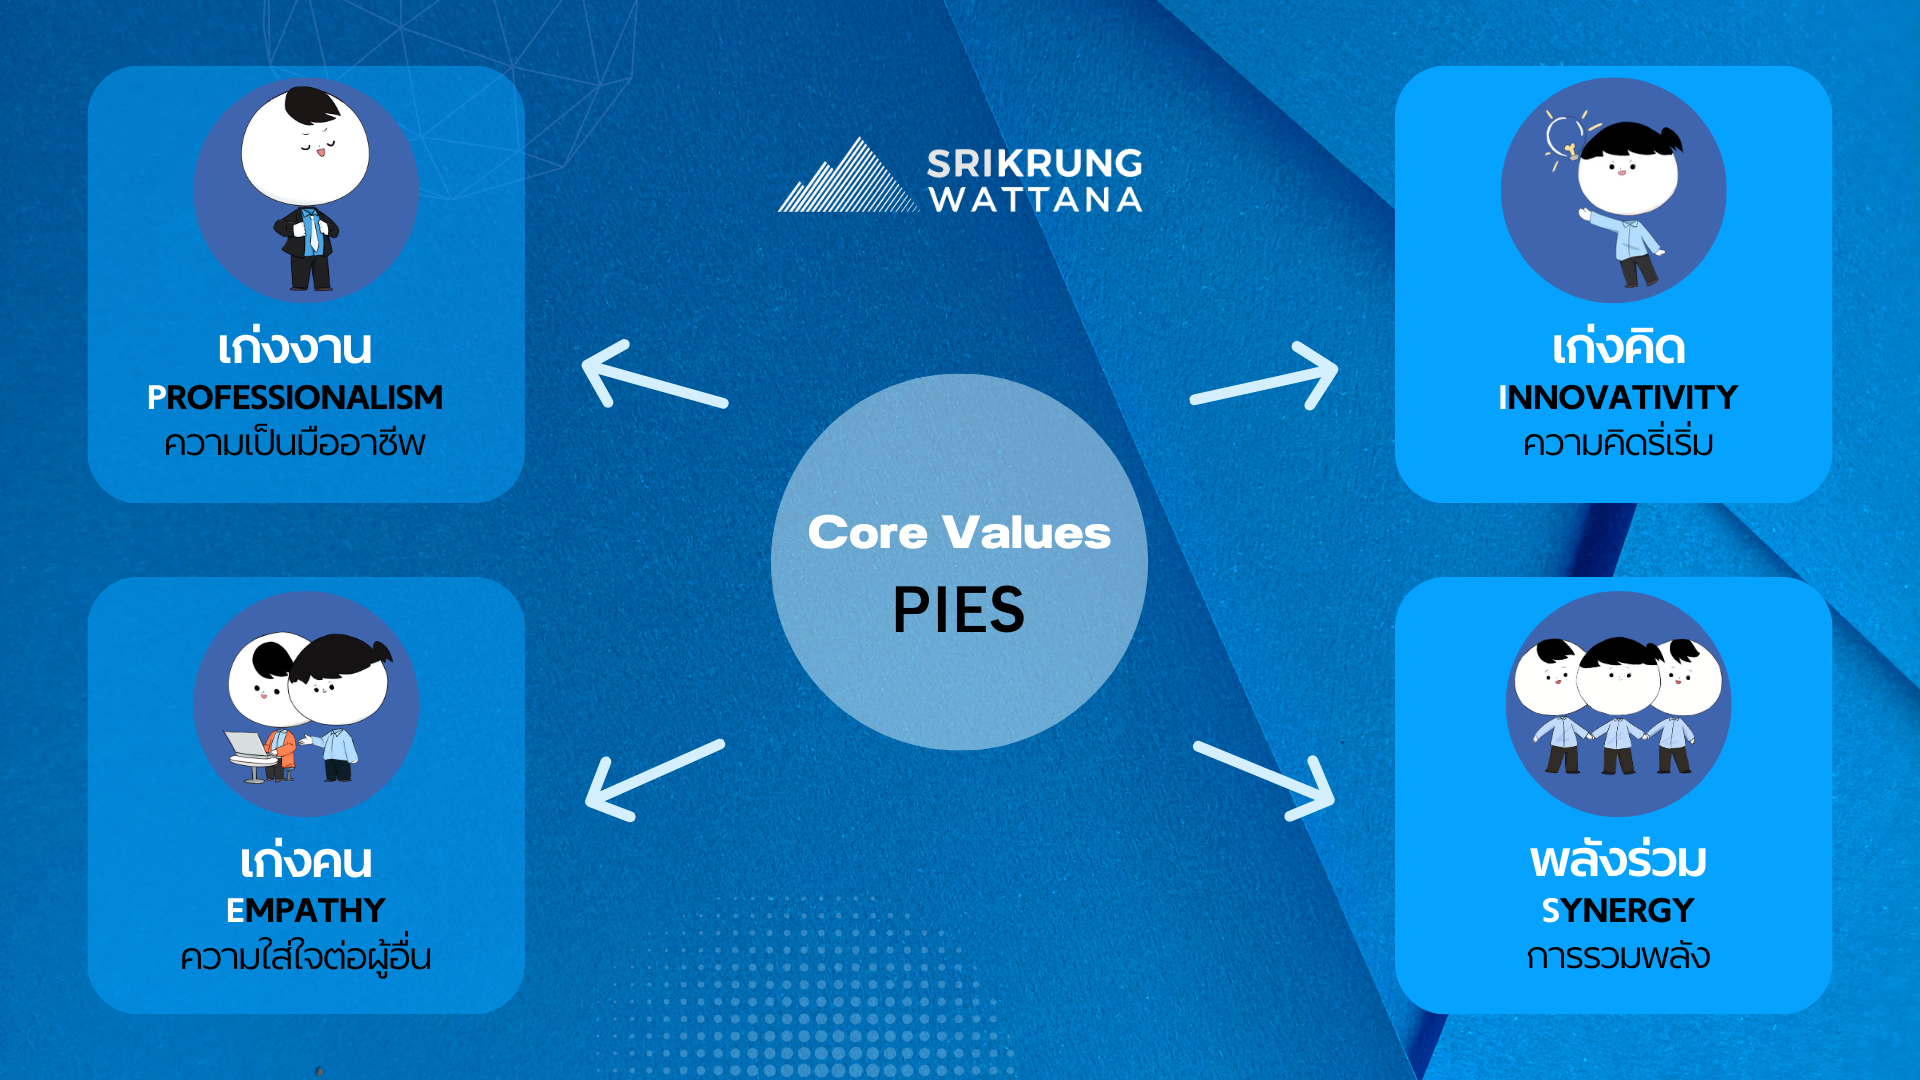 SRIKRUNG
WATTANA
เก่งงาน
PROFESSIONALISM
ความเป็นมืออาชีพ
เก่งคิด
INNOVATIVITY
ความคิดริ่เริ่ม
Core Values
PIES
เก่งคน
EMPATHY
ความใส่ใจต่อผู้อื่น
พลังร่วม
SYNERGY
การรวมพลัง